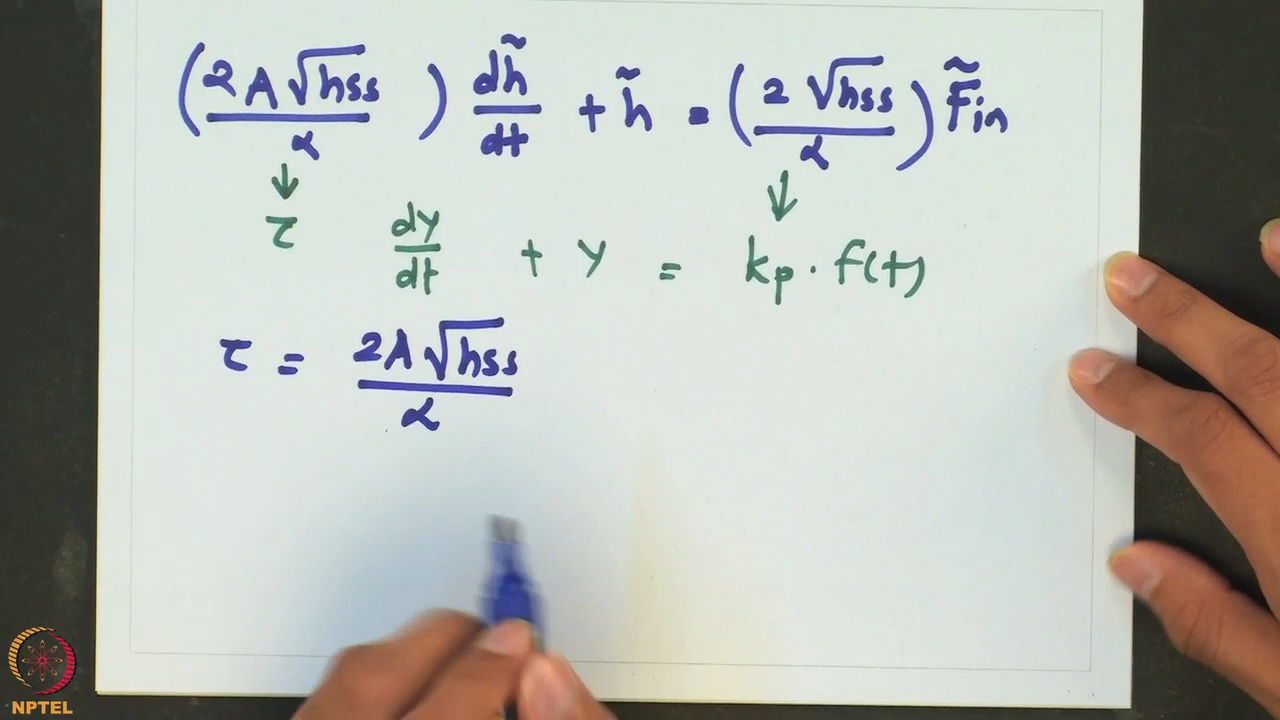 (2A√hss / α) dh̃/dt + h̃ = (2√hss / α) F̃in
↓ ↓
τ dy/dt + y = kp · f(t)
τ = 2A√hss / α
NPTEL